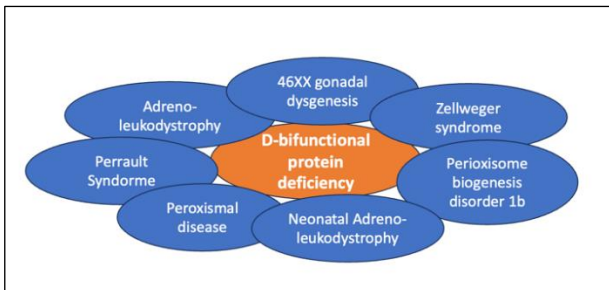 46XX gonadal
dysgenesis
Adreno-
leukodystrophy
Zellweger
syndrome
D-bifunctional
protein
deficiency
Perrault
Syndorme
Perioxisome
biogenesis
disorder 1b
Peroxismal
disease
Neonatal Adreno-
leukodystrophy